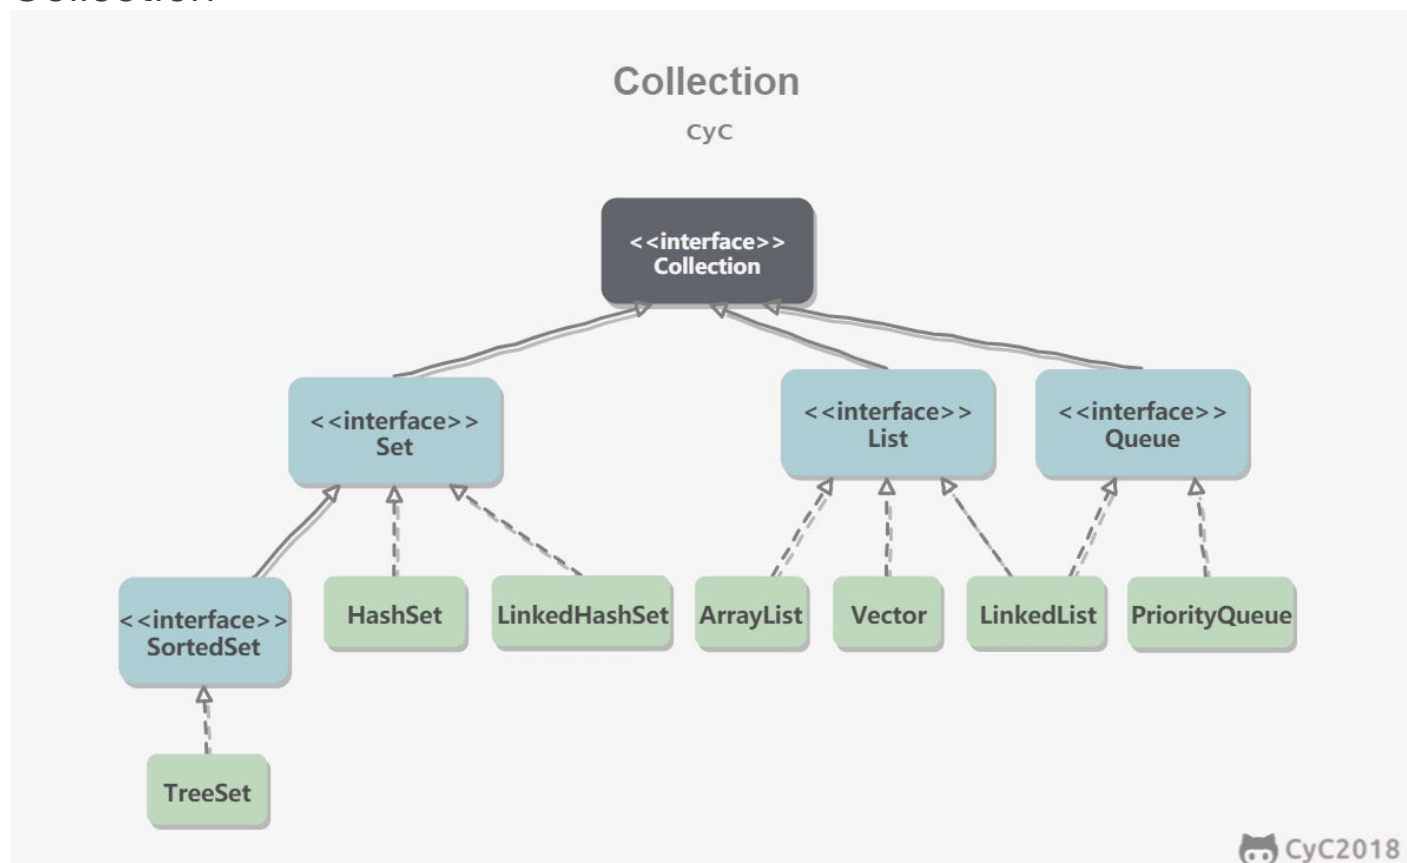 Collection
Collection
CyC
<<interface>>
Collection
<<interface>>
Set
<<interface>>
List
<<interface>>
Queue
<<interface>>
SortedSet
HashSet
LinkedHashSet
ArrayList
Vector
LinkedList
PriorityQueue
TreeSet
CyC2018